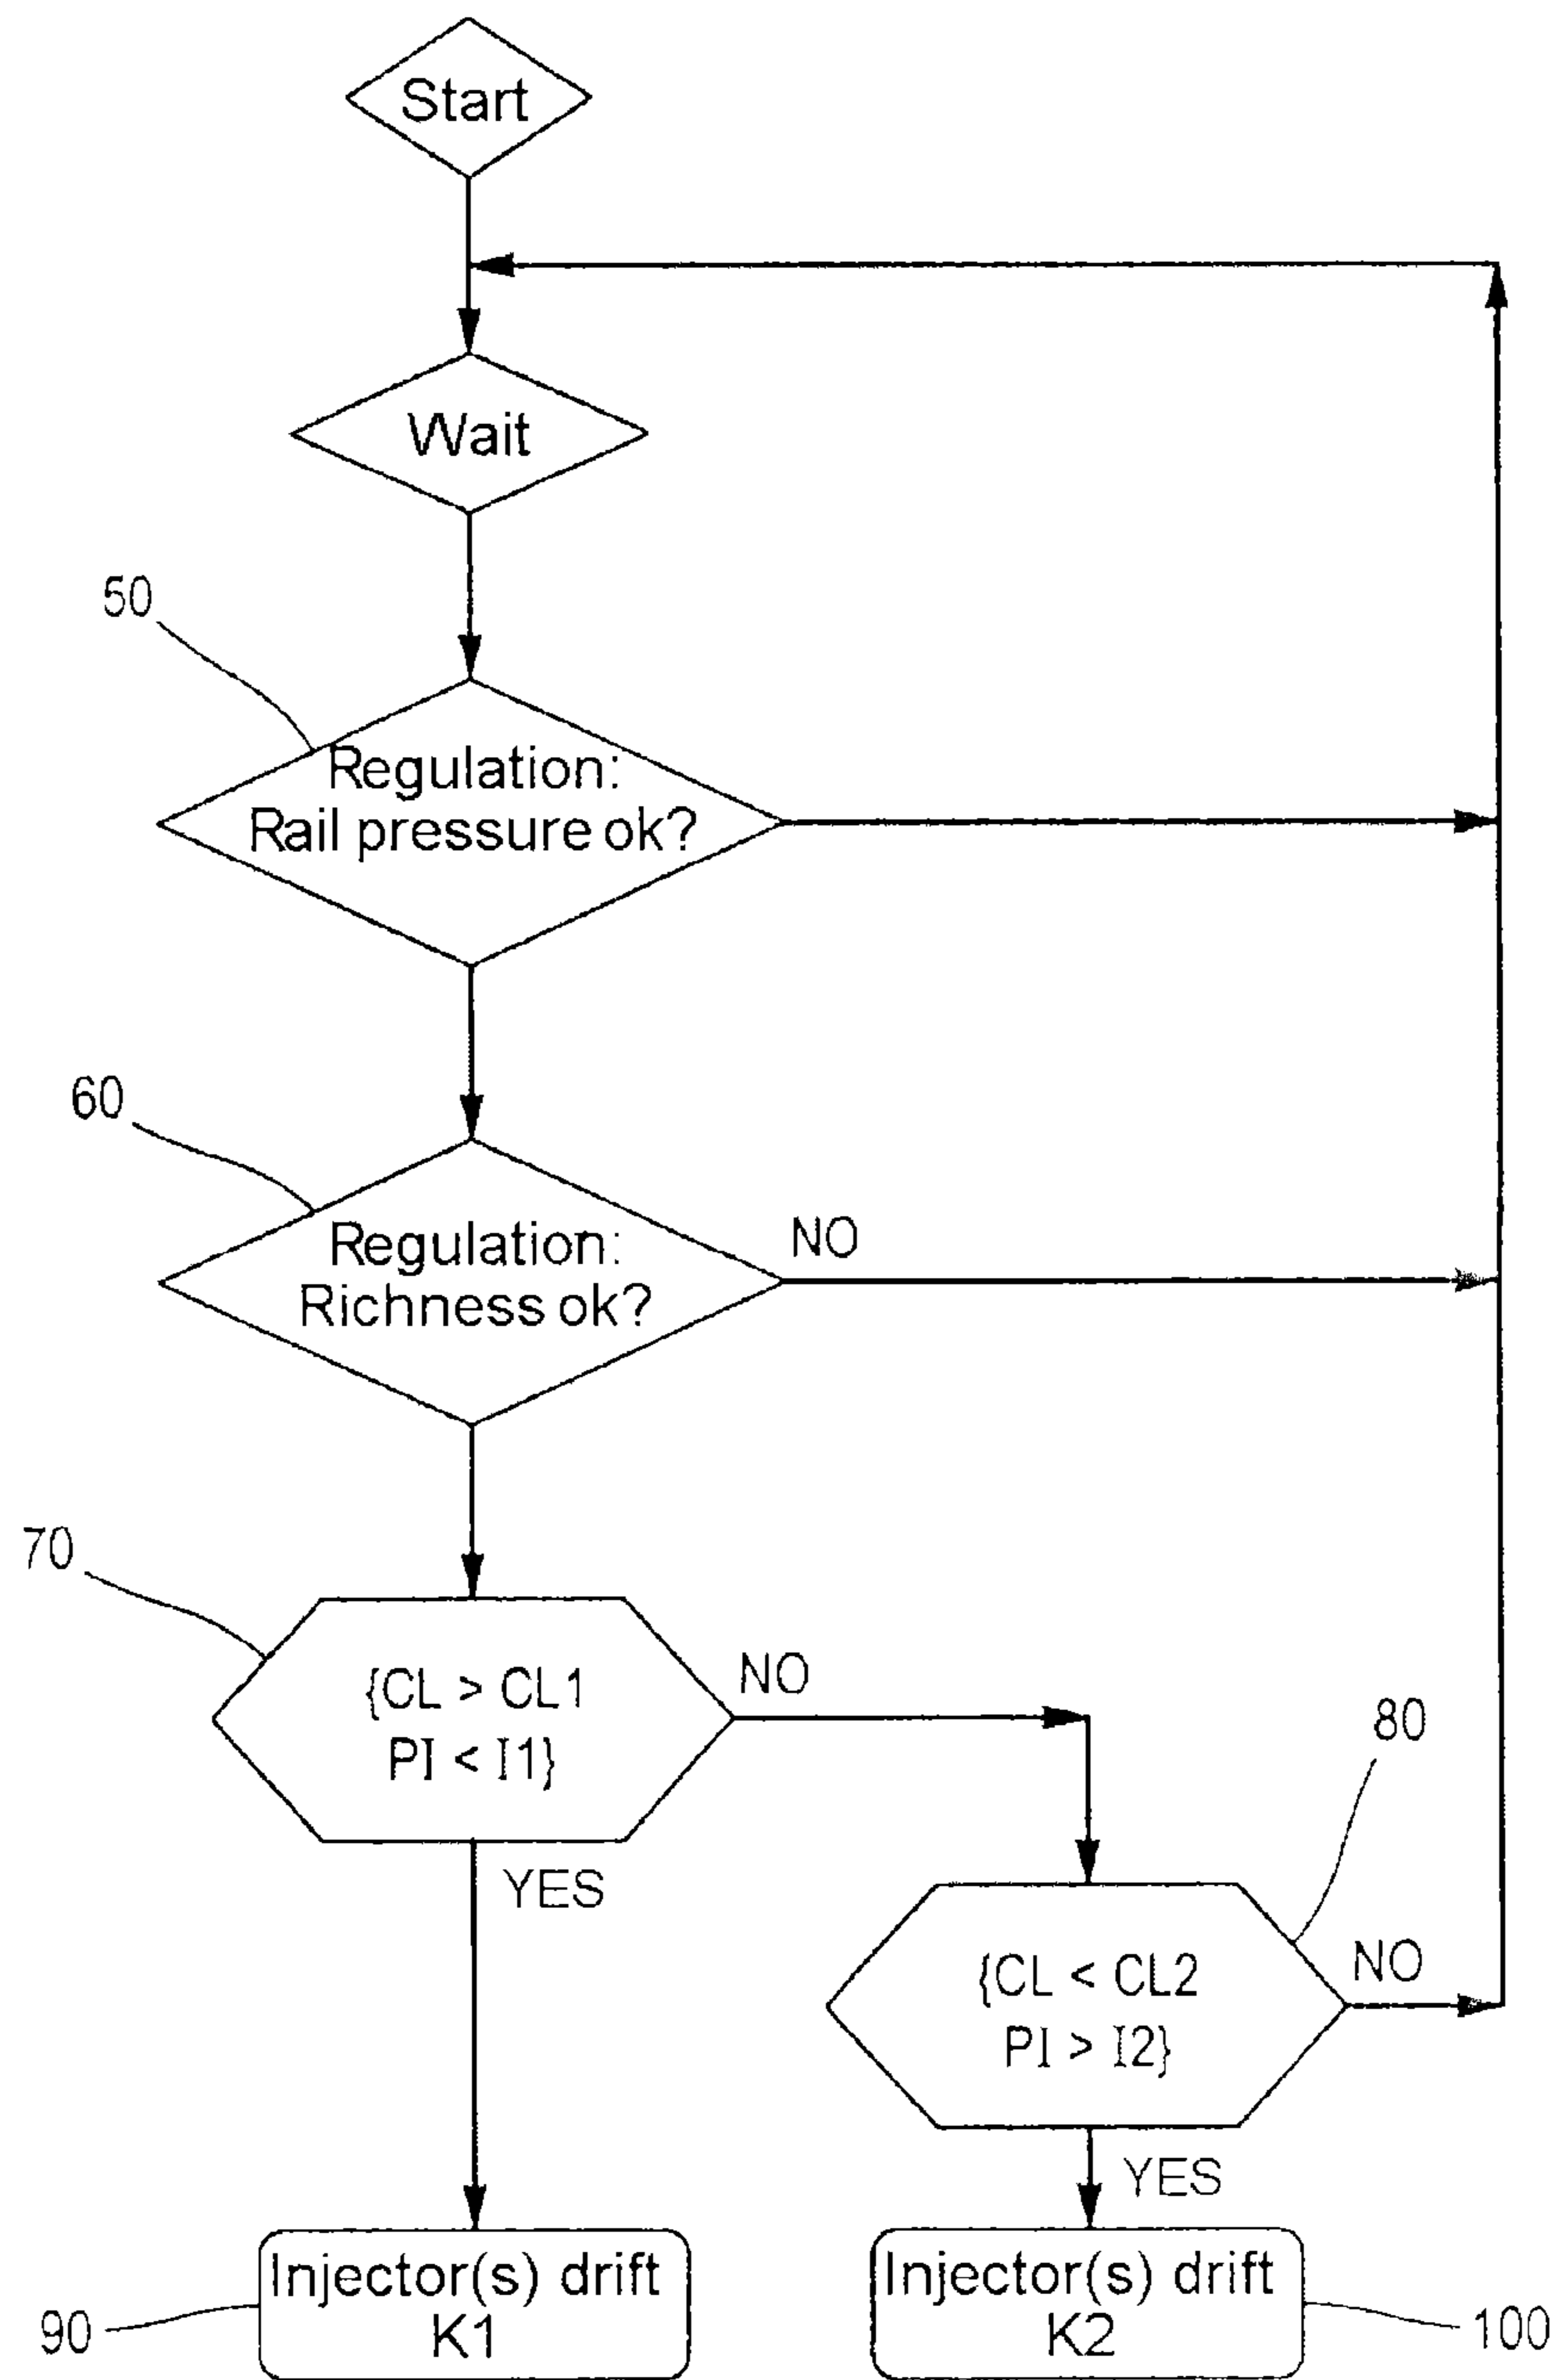 Start
Wait
50
Regulation:
Rail pressure ok?
60
Regulation:
Richness ok?
NO
70
{CL > CL1
PI < I1}
NO
YES
80
{CL < CL2
PI > I2}
NO
YES
90
Injector(s) drift
K1
Injector(s) drift
K2
100